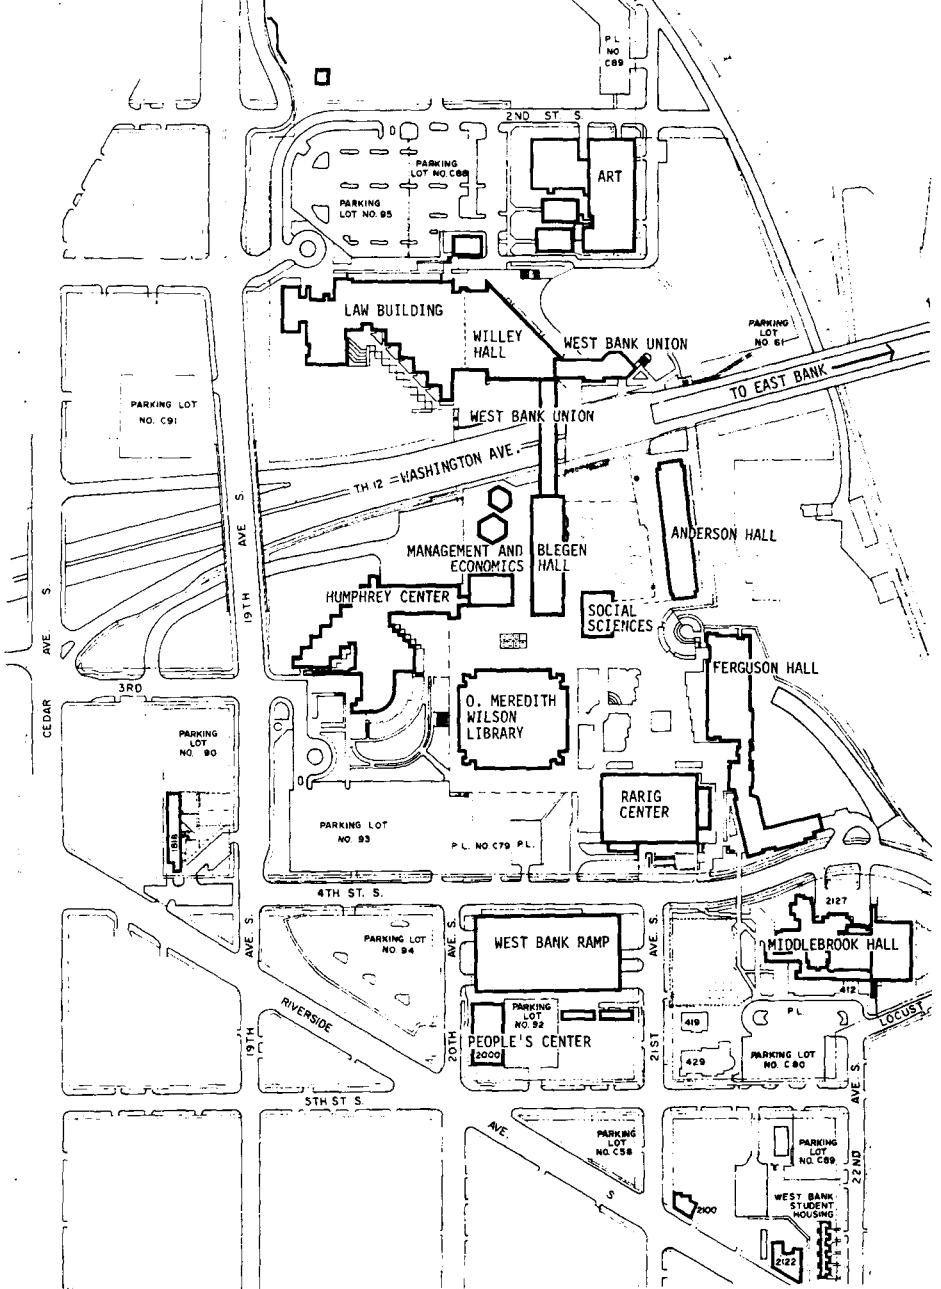 P L
NO
C89
2ND ST S.
PARKING
LOT NO. C88
ART
PARKING
LOT NO. 95
LAW BUILDING
WILLEY
HALL
WEST BANK UNION
PARKING
LOT
NO. 61
TO EAST BANK
PARKING LOT
NO. C91
WEST BANK UNION
TH 12 = WASHINGTON AVE.
19TH AVE S.
ANDERSON HALL
MANAGEMENT AND
ECONOMICS
BLEGEN
HALL
HUMPHREY CENTER
SOCIAL
SCIENCES
CEDAR AVE. S.
FERGUSON HALL
3RD
O. MEREDITH
WILSON
LIBRARY
PARKING
LOT
NO. 90
RARIG
CENTER
PARKING LOT
NO. 93
P.L. NO. C79 P.L.
1818
4TH ST. S.
2127
19TH AVE S.
PARKING LOT
NO. 94
20TH AVE S.
WEST BANK RAMP
21ST AVE S.
MIDDLEBROOK HALL
412
RIVERSIDE
PARKING
LOT
NO. 92
419
P L
LOCUST
PEOPLE'S CENTER
2000
429
PARKING LOT
NO. C80
22ND AVE S.
5TH ST S.
AVE.
S
PARKING
LOT
NO. C58
PARKING
LOT
NO. C69
WEST BANK
STUDENT
HOUSING
2100
2122